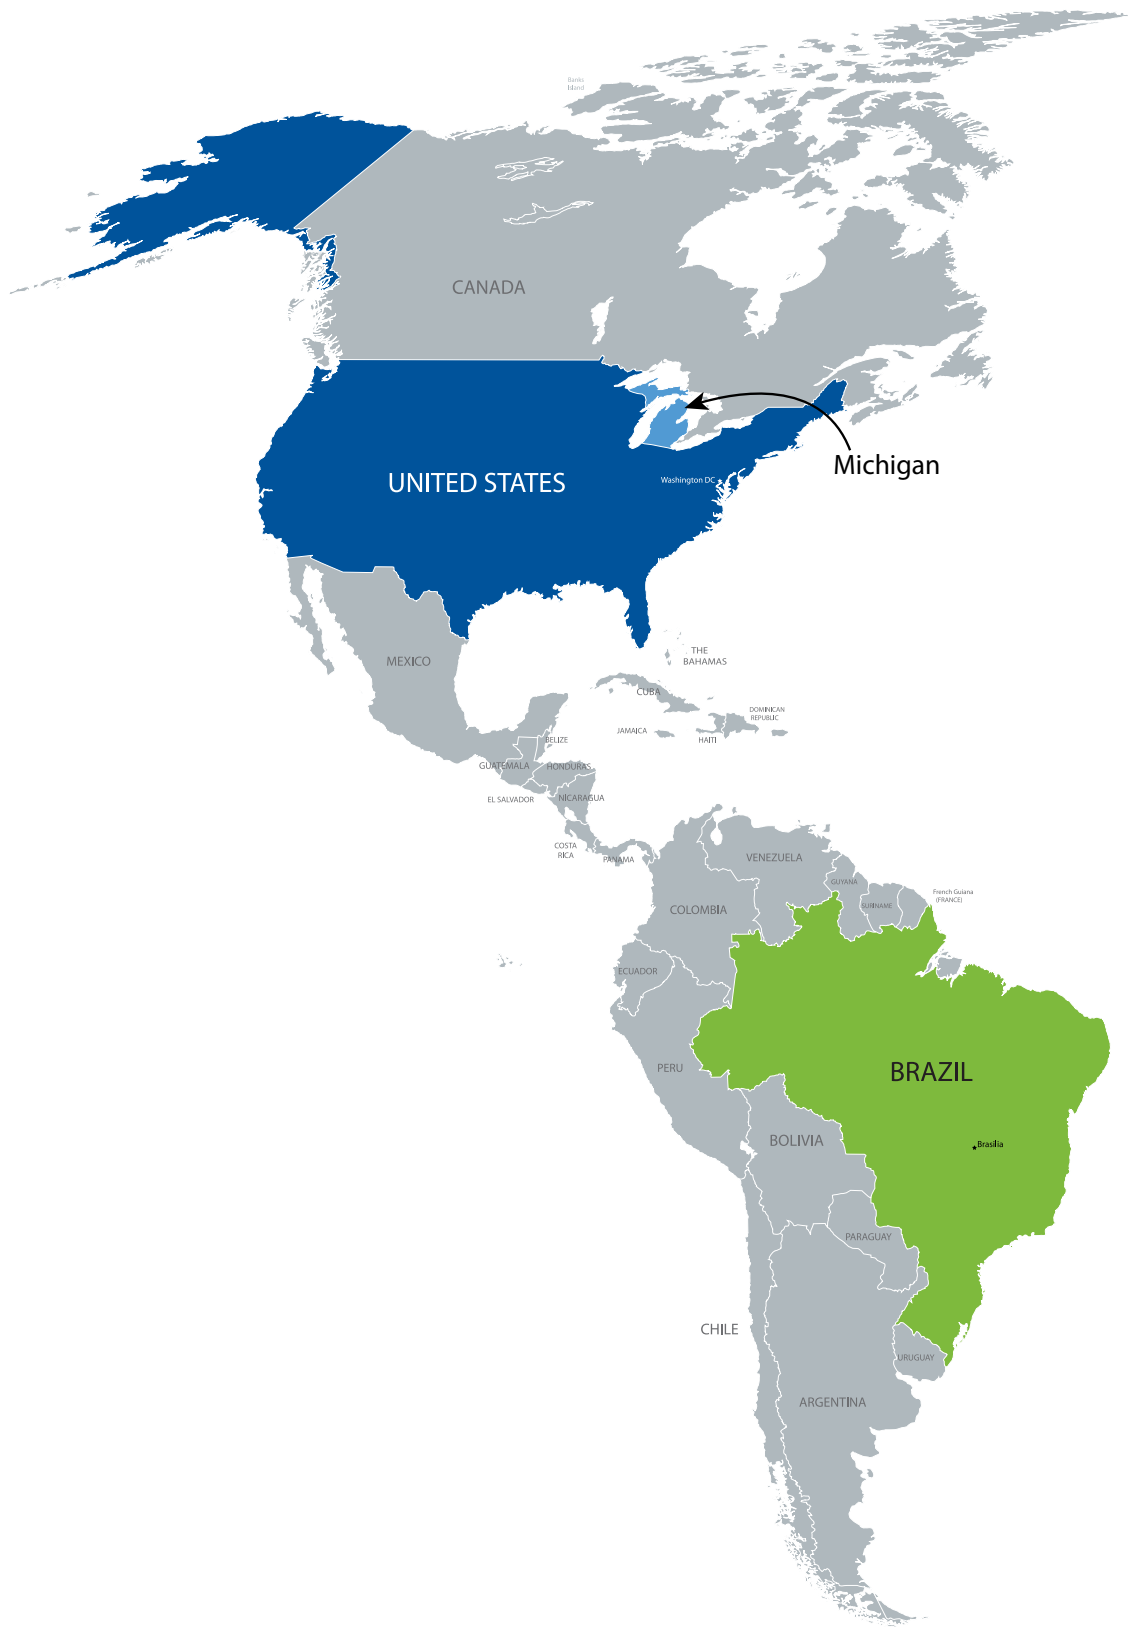 Banks
Island
CANADA
Michigan
UNITED STATES
Washington DC
THE
BAHAMAS
MEXICO
CUBA
DOMINICAN
REPUBLIC
JAMAICA
HAITI
BELIZE
GUATEMALA
HONDURAS
EL SALVADOR
NICARAGUA
COSTA
RICA
PANAMA
VENEZUELA
GUYANA
French Guiana
(FRANCE)
SURINAME
COLOMBIA
ECUADOR
PERU
BRAZIL
BOLIVIA
Brasilia
PARAGUAY
CHILE
URUGUAY
ARGENTINA